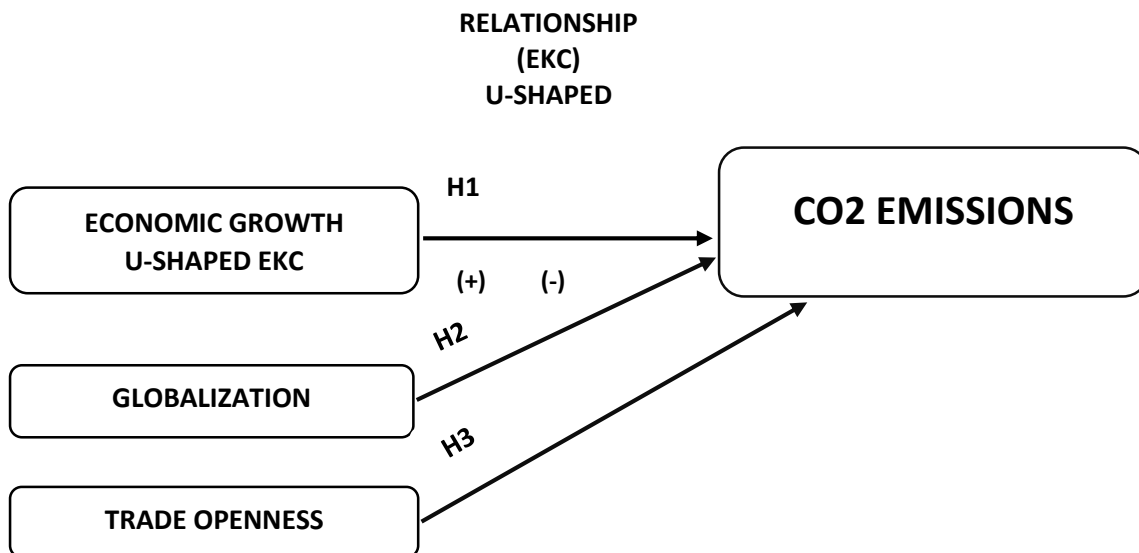 RELATIONSHIP
(EKC)
U-SHAPED
H1
ECONOMIC GROWTH
U-SHAPED EKC
CO2 EMISSIONS
(+) (-)
H2
GLOBALIZATION
H3
TRADE OPENNESS